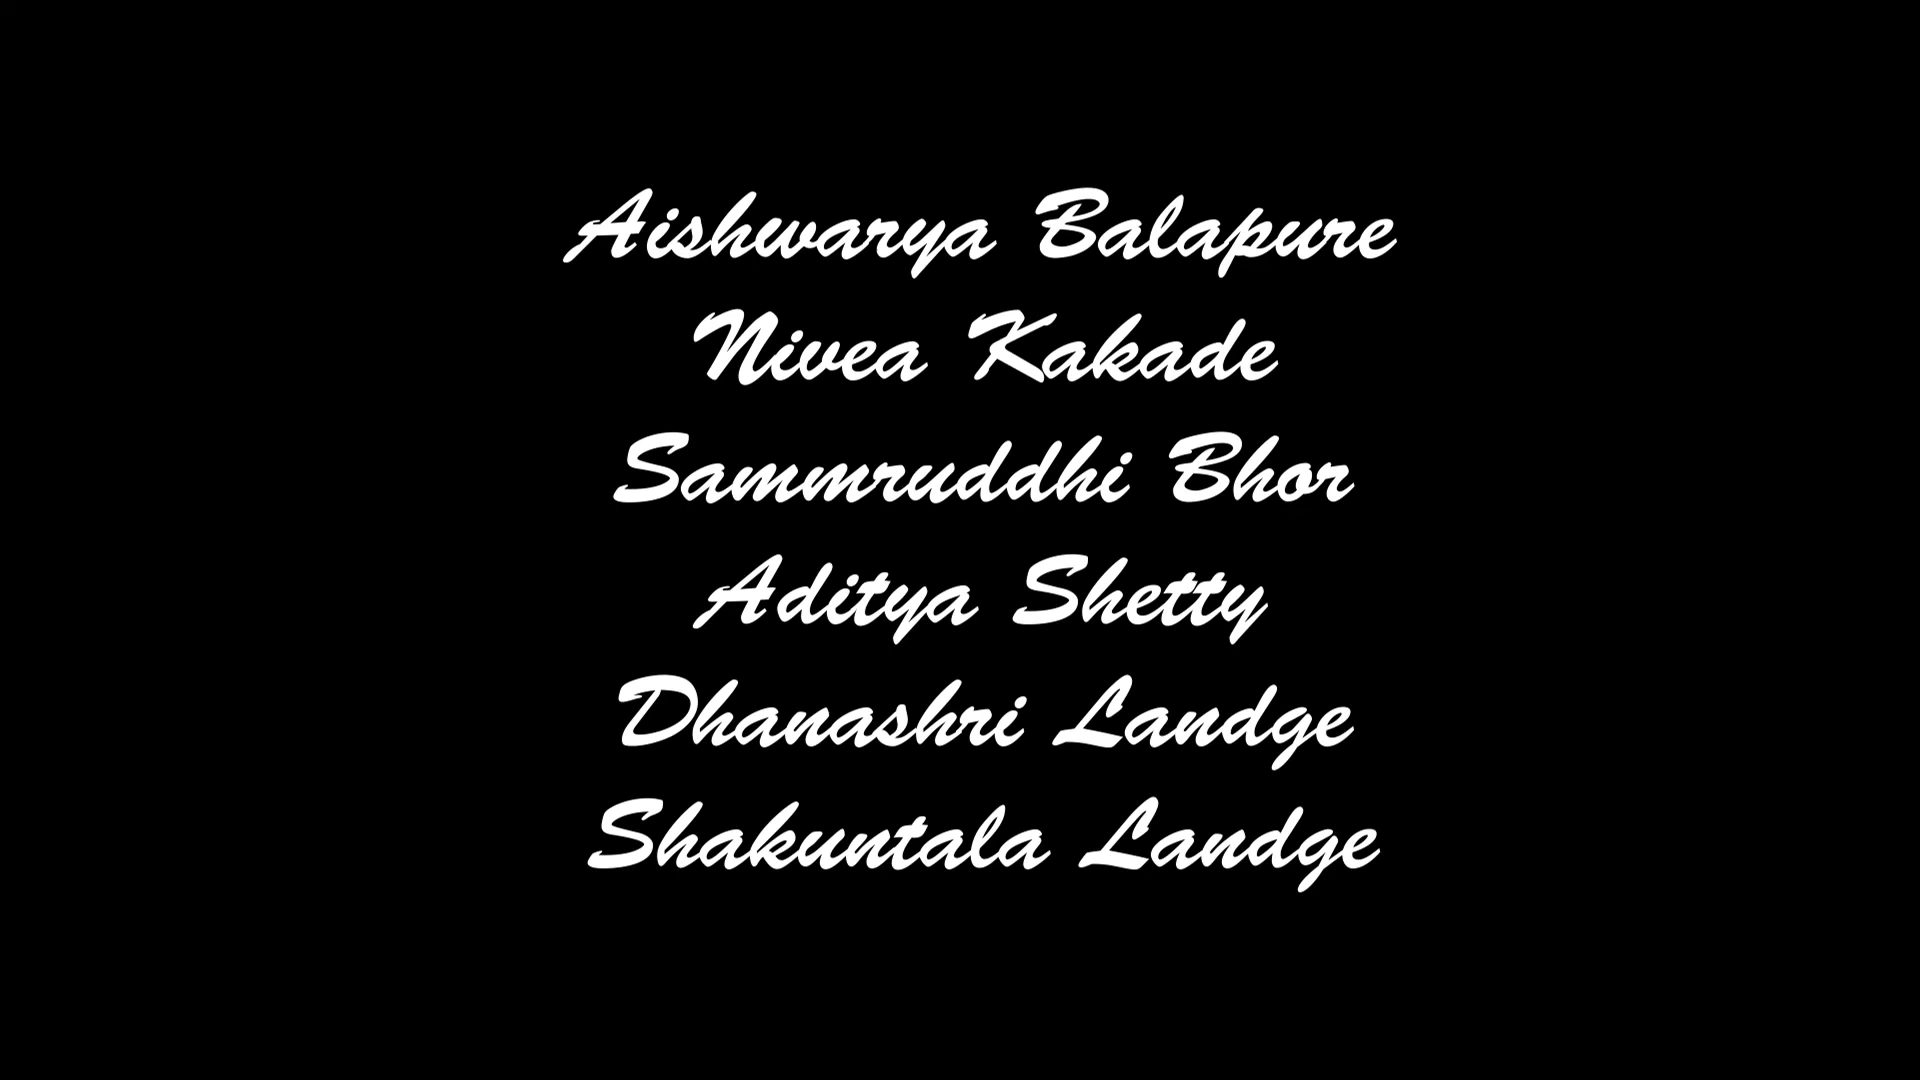 Aishwarya Balapure
Nivea Kakade
Sammruddhi Bhor
Aditya Shetty
Dhanashri Landge
Shakuntala Landge